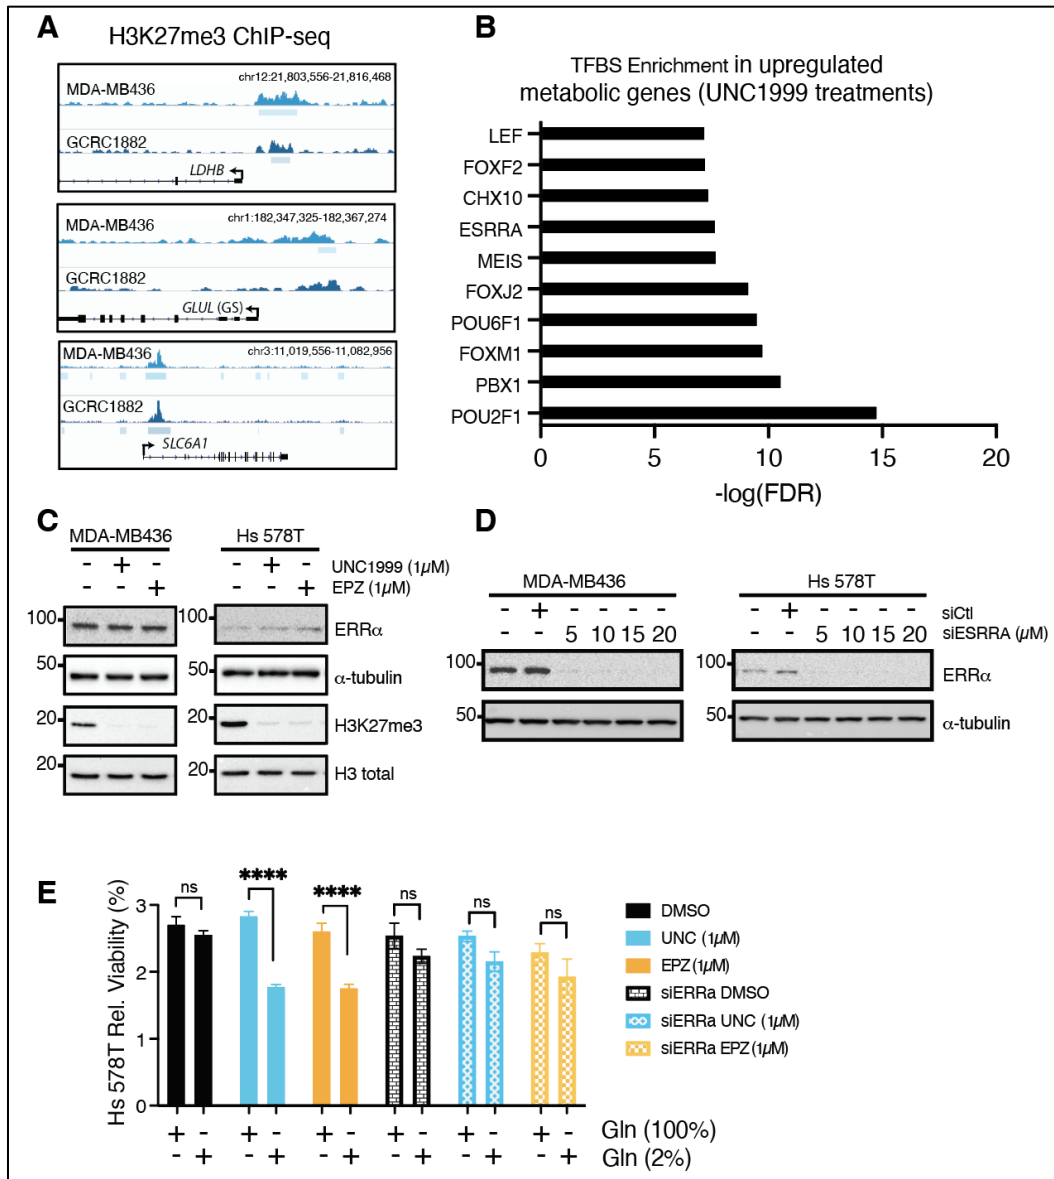 A
H3K27me3 ChIP-seq
chr12:21,803,556-21,816,468
MDA-MB436
GCRC1882
LDHB
MDA-MB436
chr1:182,347,325-182,367,274
GCRC1882
GLUL (GS)
MDA-MB436
chr3:11,019,556-11,082,956
GCRC1882
SLC6A1
B
TFBS Enrichment in upregulated
metabolic genes (UNC1999 treatments)
LEF
FOXF2
CHX10
ESRRA
MEIS
FOXJ2
POU6F1
FOXM1
PBX1
POU2F1
0 5 10 15 20
-log(FDR)
C
MDA-MB436 Hs 578T
- + - - + - UNC1999 (1µM)
- - + - - + EPZ (1µM)
100 100 ERRα
50 50 α-tubulin
20 20 H3K27me3
20 20 H3 total
D
MDA-MB436 Hs 578T
- + - - - - - + - - - - siCtl
- - 5 10 15 20 - - 5 10 15 20 siESRRA (µM)
100 100 ERRα
50 50 α-tubulin
E
Hs 578T Rel. Viability (%)
3
2
1
0
ns **** **** ns ns ns
+ - + - + - + - + - + - Gln (100%)
- + - + - + - + - + - + Gln (2%)
DMSO
UNC (1µM)
EPZ (1µM)
siERRa DMSO
siERRa UNC (1µM)
siERRa EPZ (1µM)